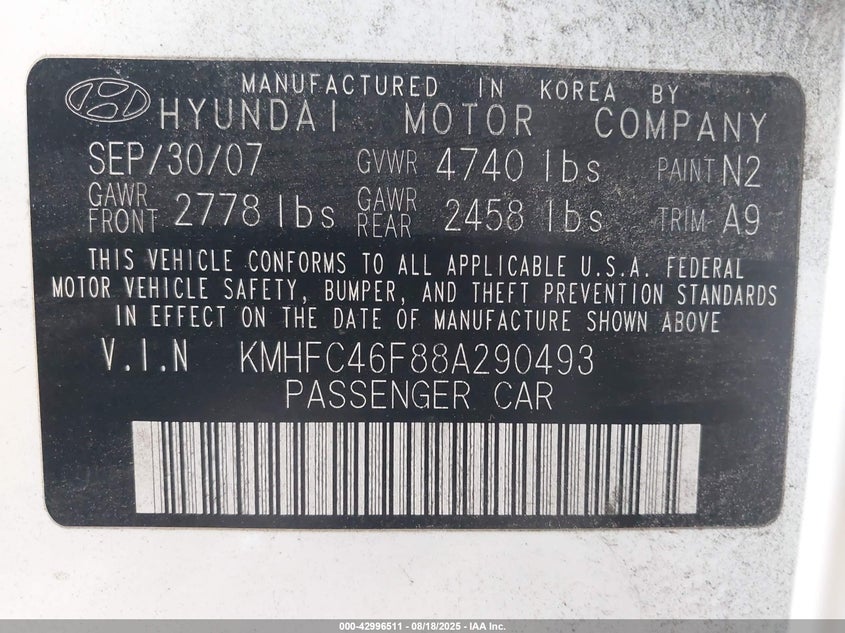 MANUFACTURED IN KOREA BY
HYUNDAI MOTOR COMPANY
SEP/30/07 GVWR 4740 lbs PAINT N2
GAWR FRONT 2778 lbs GAWR REAR 2458 lbs TRIM- A9
THIS VEHICLE CONFORMS TO ALL APPLICABLE U.S.A. FEDERAL
MOTOR VEHICLE SAFETY, BUMPER, AND THEFT PREVENTION STANDARDS
IN EFFECT ON THE DATE OF MANUFACTURE SHOWN ABOVE
V.I.N KMHFC46F88A290493
PASSENGER CAR
000-42996511 - 08/18/2025 - IAA Inc.